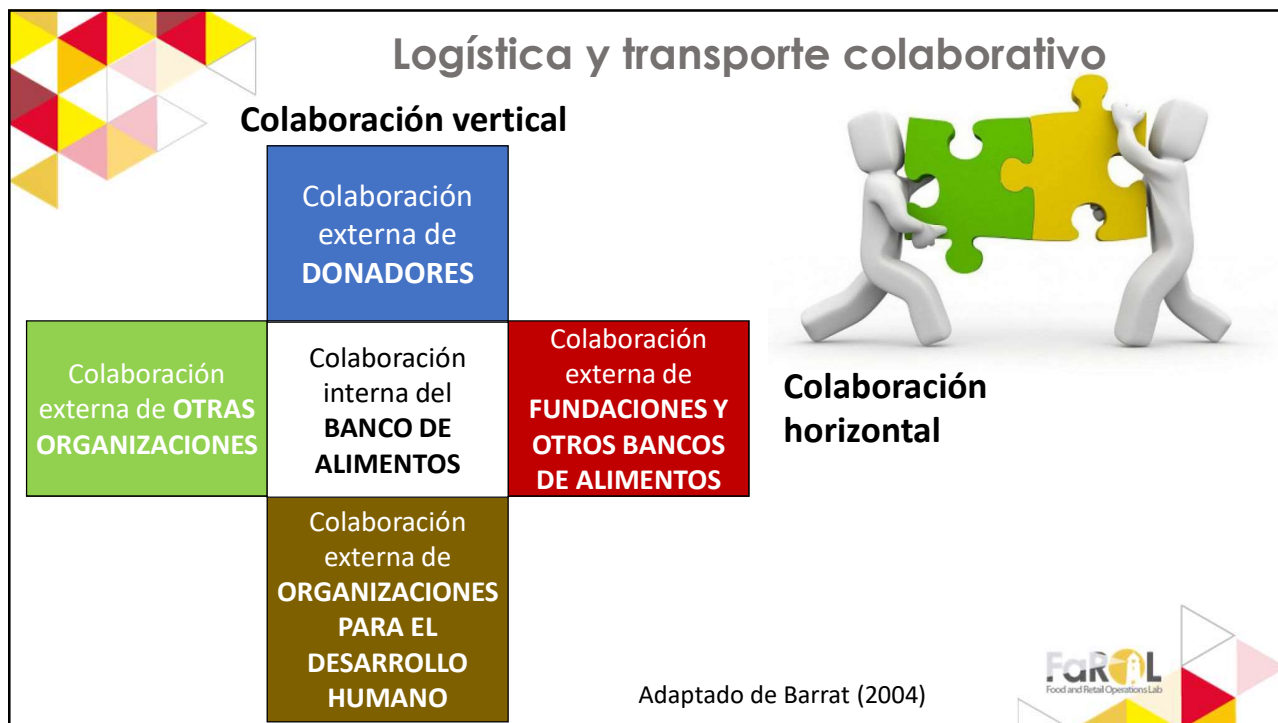 Logística y transporte colaborativo
Colaboración vertical
Colaboración
externa de
DONADORES
Colaboración
externa de OTRAS
ORGANIZACIONES
Colaboración
interna del
BANCO DE
ALIMENTOS
Colaboración
externa de
FUNDACIONES Y
OTROS BANCOS
DE ALIMENTOS
Colaboración
horizontal
Colaboración
externa de
ORGANIZACIONES
PARA EL
DESARROLLO
HUMANO
Adaptado de Barrat (2004)
FaROL
Food and Retail Operations Lab